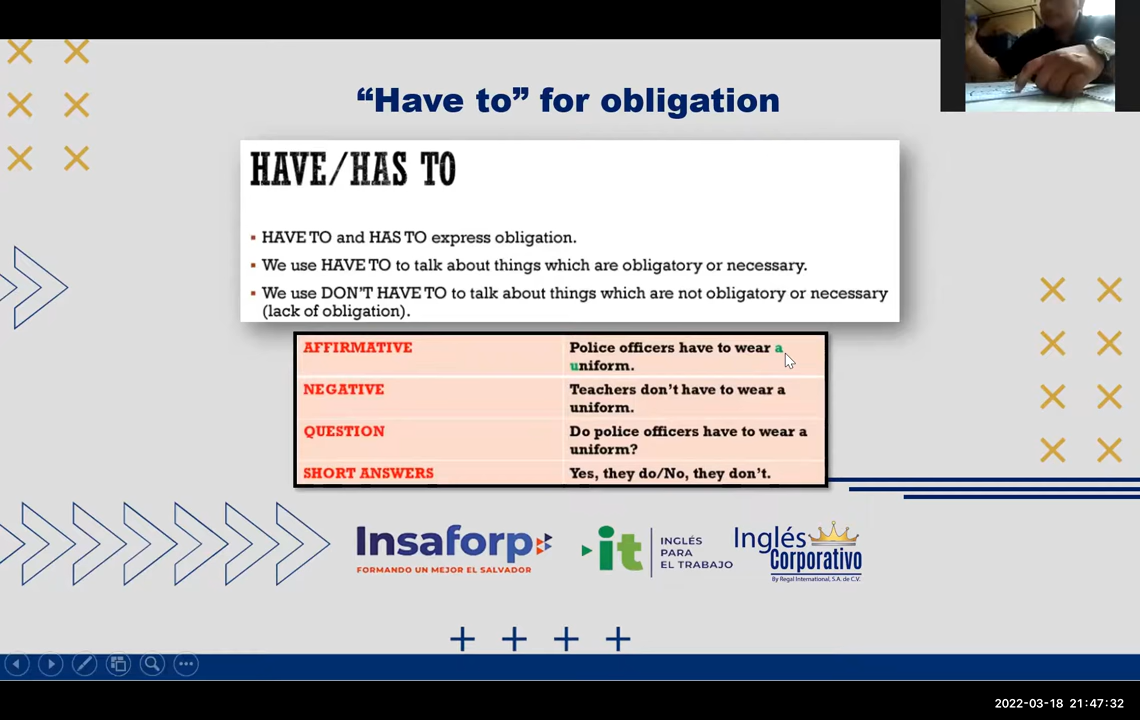 “Have to” for obligation
HAVE/HAS TO
▪ HAVE TO and HAS TO express obligation.
▪ We use HAVE TO to talk about things which are obligatory or necessary.
▪ We use DON’T HAVE TO to talk about things which are not obligatory or necessary
(lack of obligation).
AFFIRMATIVE
Police officers have to wear a
uniform.
NEGATIVE
Teachers don’t have to wear a
uniform.
QUESTION
Do police officers have to wear a
uniform?
SHORT ANSWERS
Yes, they do/No, they don’t.
Insaforp
FORMANDO UN MEJOR EL SALVADOR
it
INGLÉS
PARA
EL TRABAJO
Inglés
Corporativo
By Regal International, S.A. de C.V.
2022-03-18 21:47:32